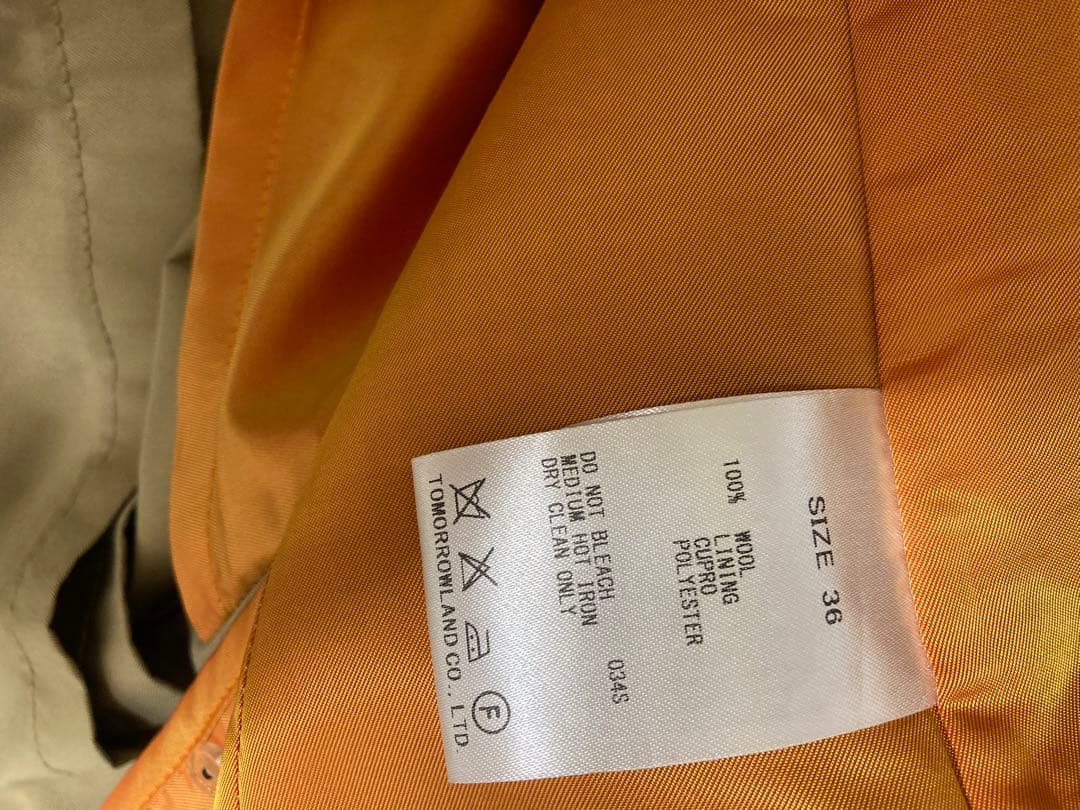 SIZE 36
100% WOOL
LINING
CUPRO
POLYESTER
034S
DO NOT BLEACH
MEDIUM HOT IRON
DRY CLEAN ONLY
F
TOMORROWLAND CO., LTD.